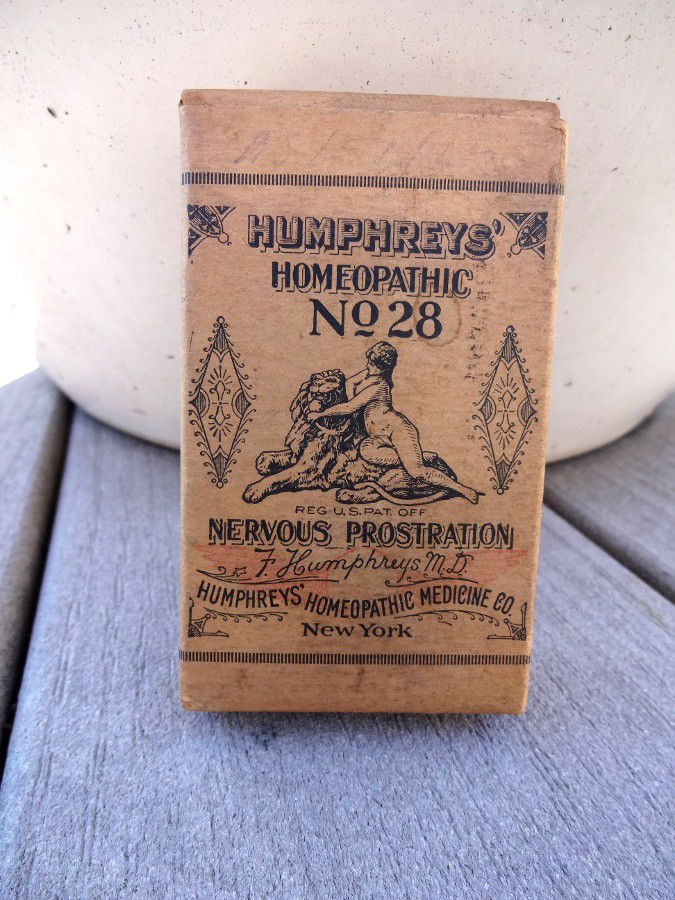 HUMPHREYS'
HOMEOPATHIC
No 28
REG U.S. PAT. OFF.
NERVOUS PROSTRATION
F. Humphreys M.D.
HUMPHREYS' HOMEOPATHIC MEDICINE CO.
New York